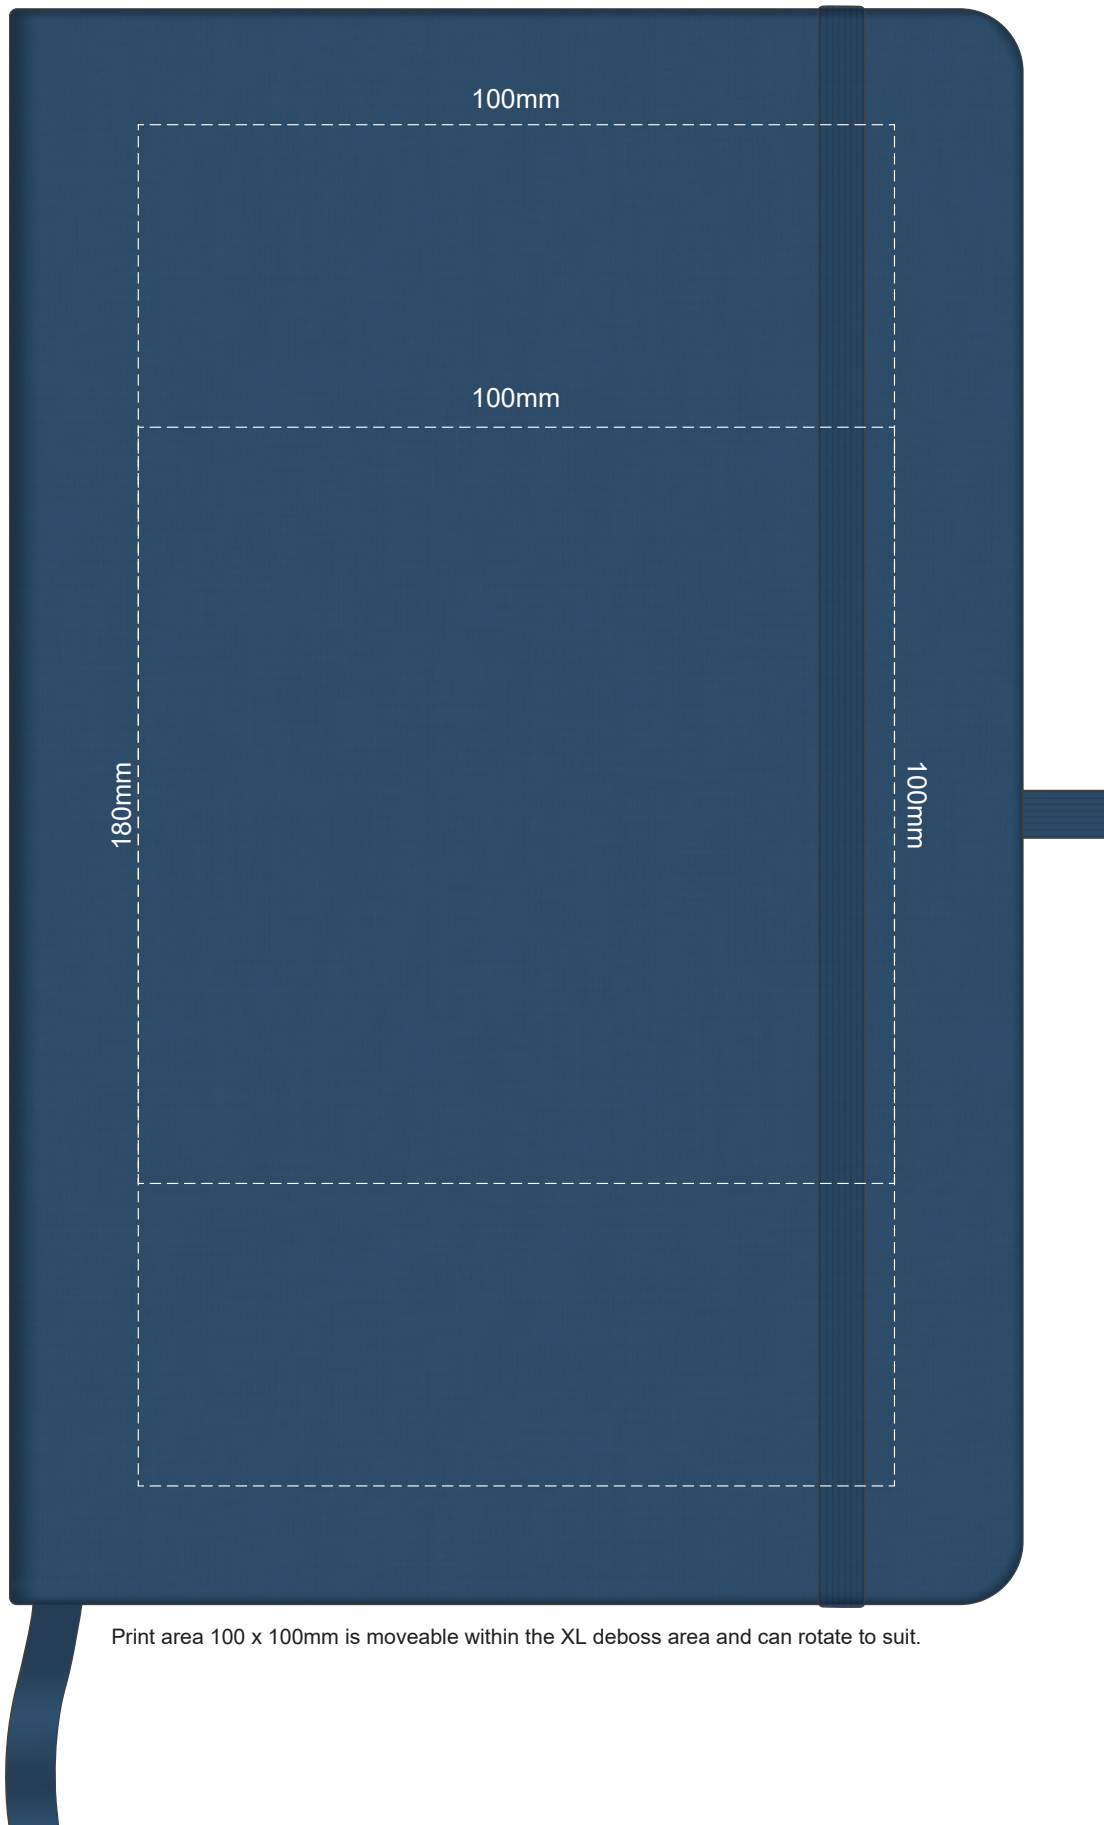 100mm
100mm
180mm
100mm
Print area 100 x 100mm is moveable within the XL deboss area and can rotate to suit.